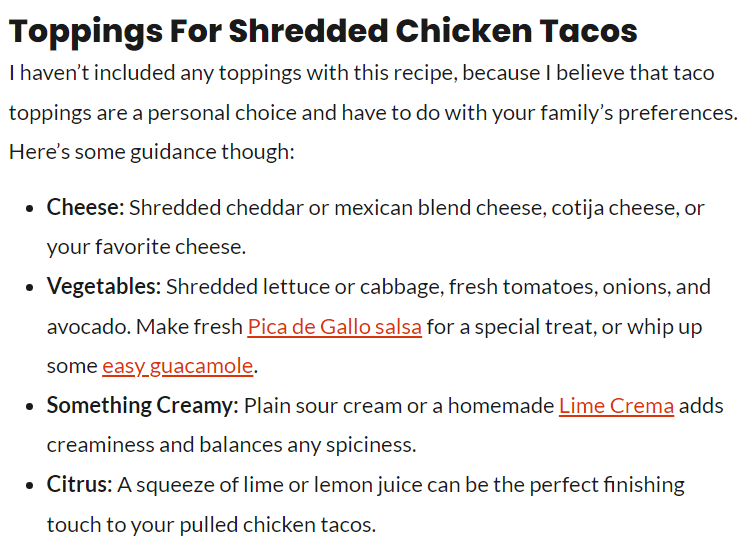 Toppings For Shredded Chicken Tacos
I haven’t included any toppings with this recipe, because I believe that taco
toppings are a personal choice and have to do with your family’s preferences.
Here’s some guidance though:
• Cheese: Shredded cheddar or mexican blend cheese, cotija cheese, or
your favorite cheese.
• Vegetables: Shredded lettuce or cabbage, fresh tomatoes, onions, and
avocado. Make fresh Pica de Gallo salsa for a special treat, or whip up
some easy guacamole.
• Something Creamy: Plain sour cream or a homemade Lime Crema adds
creaminess and balances any spiciness.
• Citrus: A squeeze of lime or lemon juice can be the perfect finishing
touch to your pulled chicken tacos.